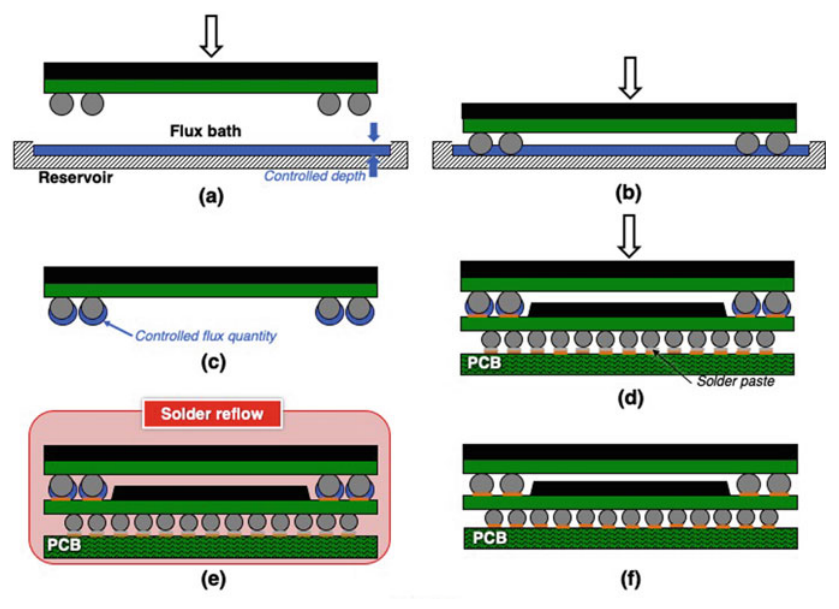 Flux bath
Reservoir
Controlled depth
(a)
(b)
Controlled flux quantity
(c)
PCB
Solder paste
(d)
Solder reflow
PCB
(e)
PCB
(f)